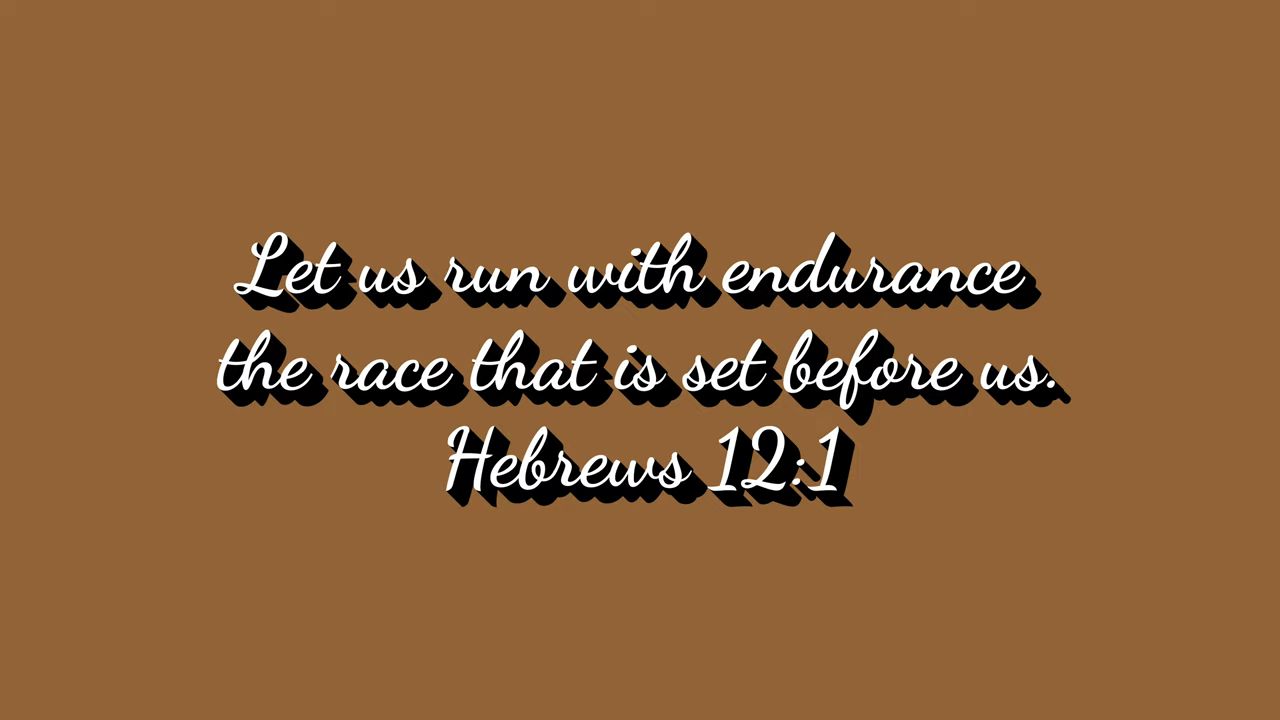 Let us run with endurance
the race that is set before us.
Hebrews 12:1